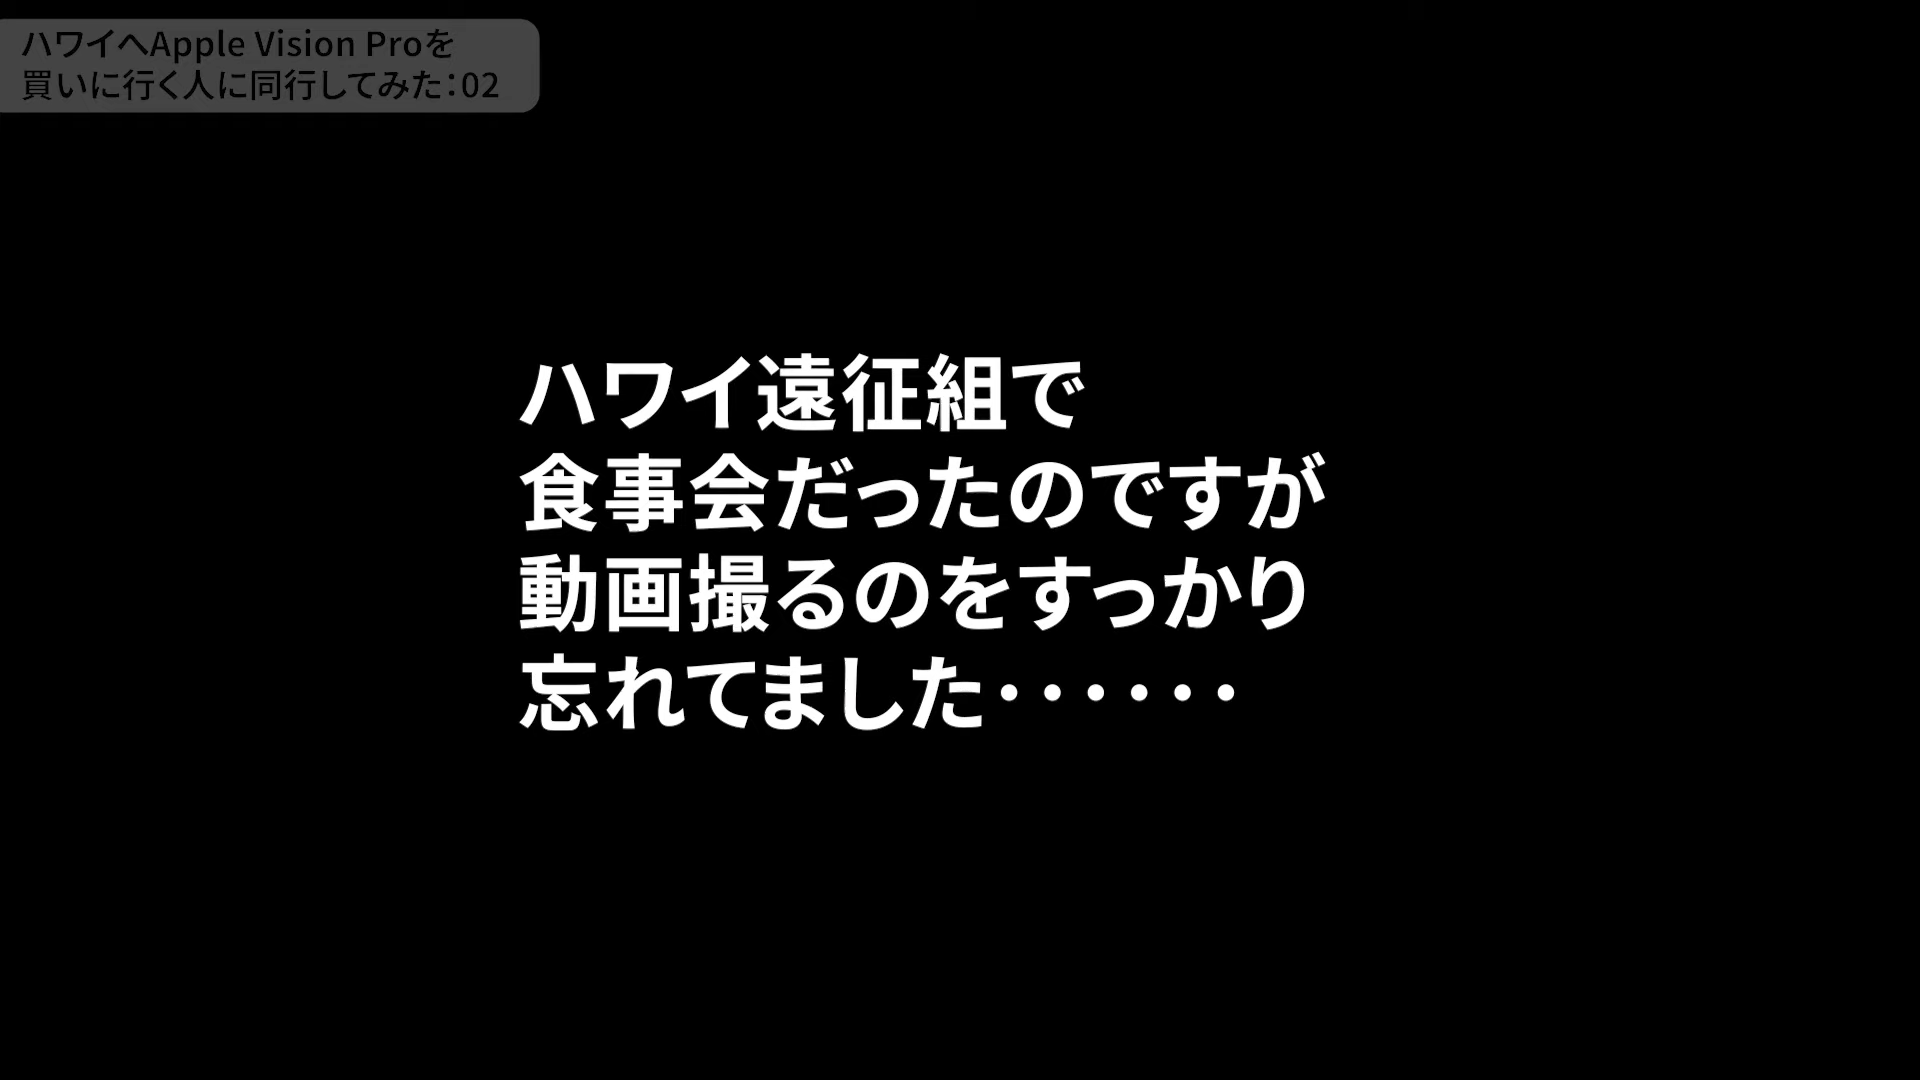 ハワイへApple Vision Proを
買いに行く人に同行してみた：02
ハワイ遠征組で
食事会だったのですが
動画撮るのをすっかり
忘れてました‥‥‥